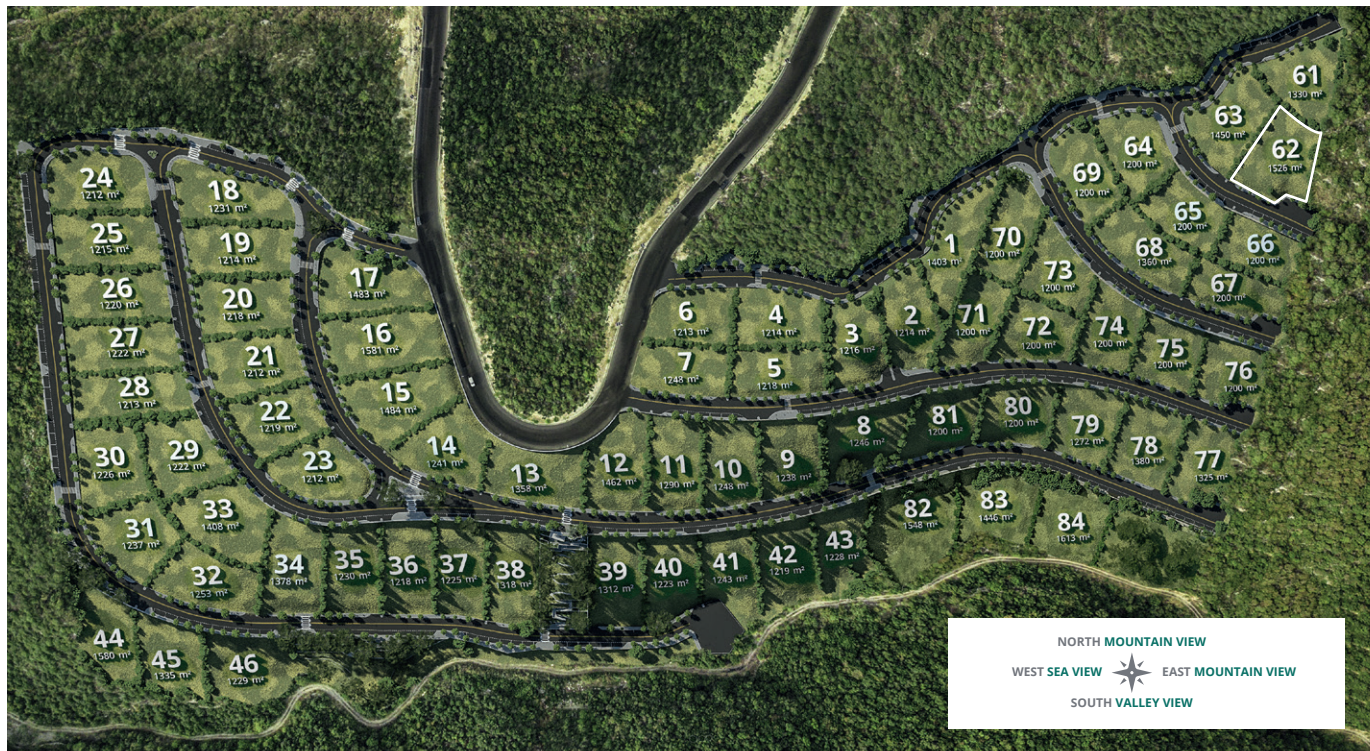 61
1330 m²
63
1450 m²
62
1526 m²
64
1200 m²
69
1200 m²
24
1212 m²
18
1231 m²
65
1200 m²
25
1215 m²
19
1214 m²
1
1403 m²
70
1200 m²
68
1360 m²
66
1200 m²
17
1483 m²
73
1200 m²
67
1200 m²
26
1220 m²
20
1218 m²
6
1213 m²
4
1214 m²
3
1216 m²
2
1214 m²
71
1200 m²
72
1200 m²
74
1200 m²
27
1222 m²
16
1581 m²
21
1212 m²
7
1248 m²
5
1218 m²
75
1200 m²
76
1200 m²
28
1213 m²
15
1484 m²
22
1219 m²
8
1246 m²
81
1200 m²
80
1200 m²
79
1272 m²
30
1226 m²
29
1222 m²
23
1212 m²
14
1241 m²
13
1358 m²
12
1462 m²
11
1290 m²
10
1248 m²
9
1238 m²
78
1380 m²
77
1325 m²
31
1237 m²
33
1408 m²
82
1548 m²
83
1446 m²
84
1613 m²
32
1253 m²
34
1378 m²
35
1230 m²
36
1218 m²
37
1225 m²
38
1318 m²
39
1312 m²
40
1223 m²
41
1243 m²
42
1219 m²
43
1228 m²
44
1580 m²
45
1335 m²
46
1229 m²
NORTH MOUNTAIN VIEW
WEST SEA VIEW EAST MOUNTAIN VIEW
SOUTH VALLEY VIEW